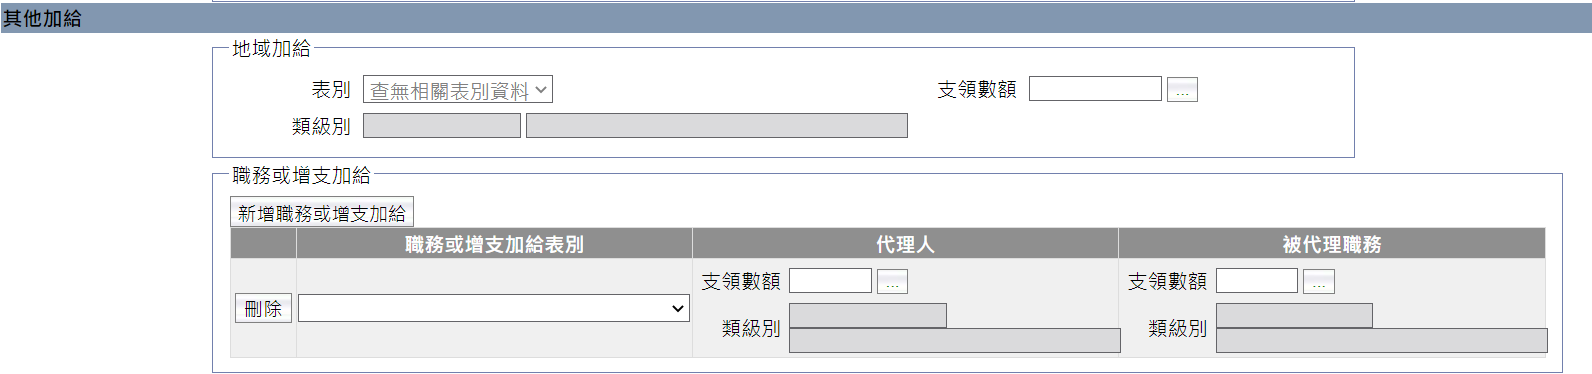 其他加給
地域加給
表別 查無相關表別資料 支領數額 ...
類級別
職務或增支加給
新增職務或增支加給
職務或增支加給表別 代理人 被代理職務
支領數額 ... 支領數額 ...
刪除
類級別 類級別